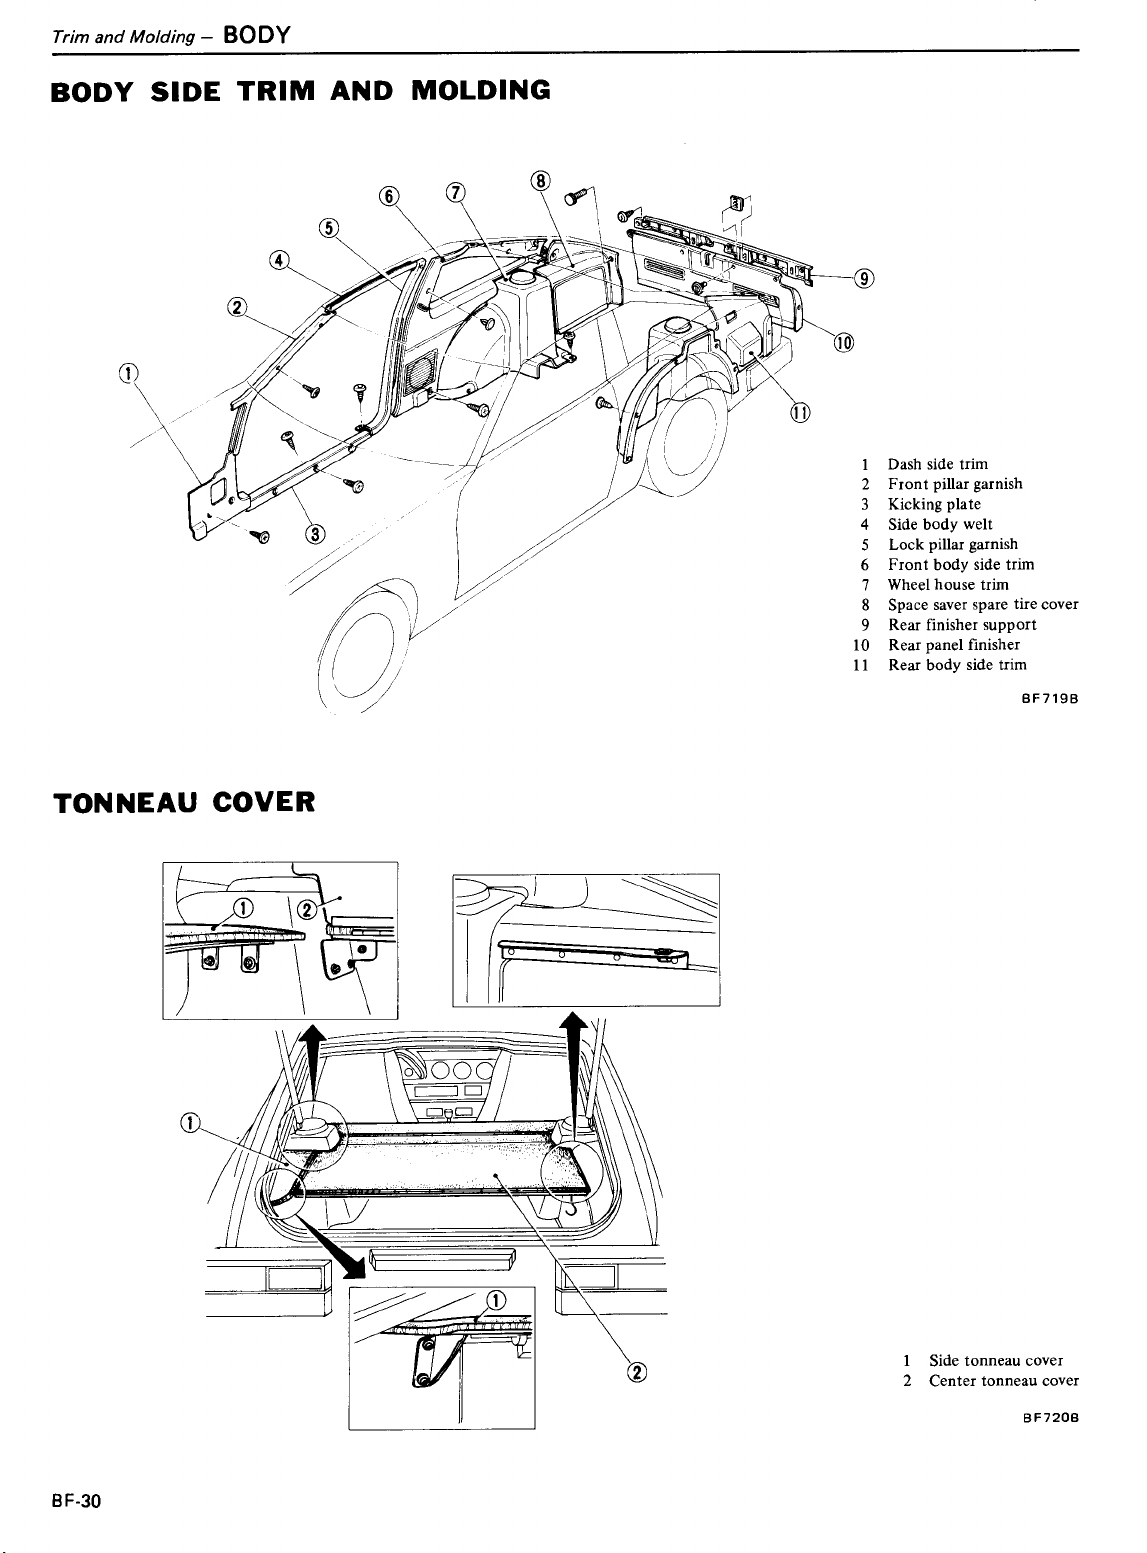 Trim and Molding — BODY
BODY SIDE TRIM AND MOLDING
1
2
3
4
5
6
7
8
9
10
11
1 Dash side trim
2 Front pillar garnish
3 Kicking plate
4 Side body welt
5 Lock pillar garnish
6 Front body side trim
7 Wheel house trim
8 Space saver spare tire cover
9 Rear finisher support
10 Rear panel finisher
11 Rear body side trim
BF719B
TONNEAU COVER
1
2
1
1
2
1 Side tonneau cover
2 Center tonneau cover
BF720B
BF-30